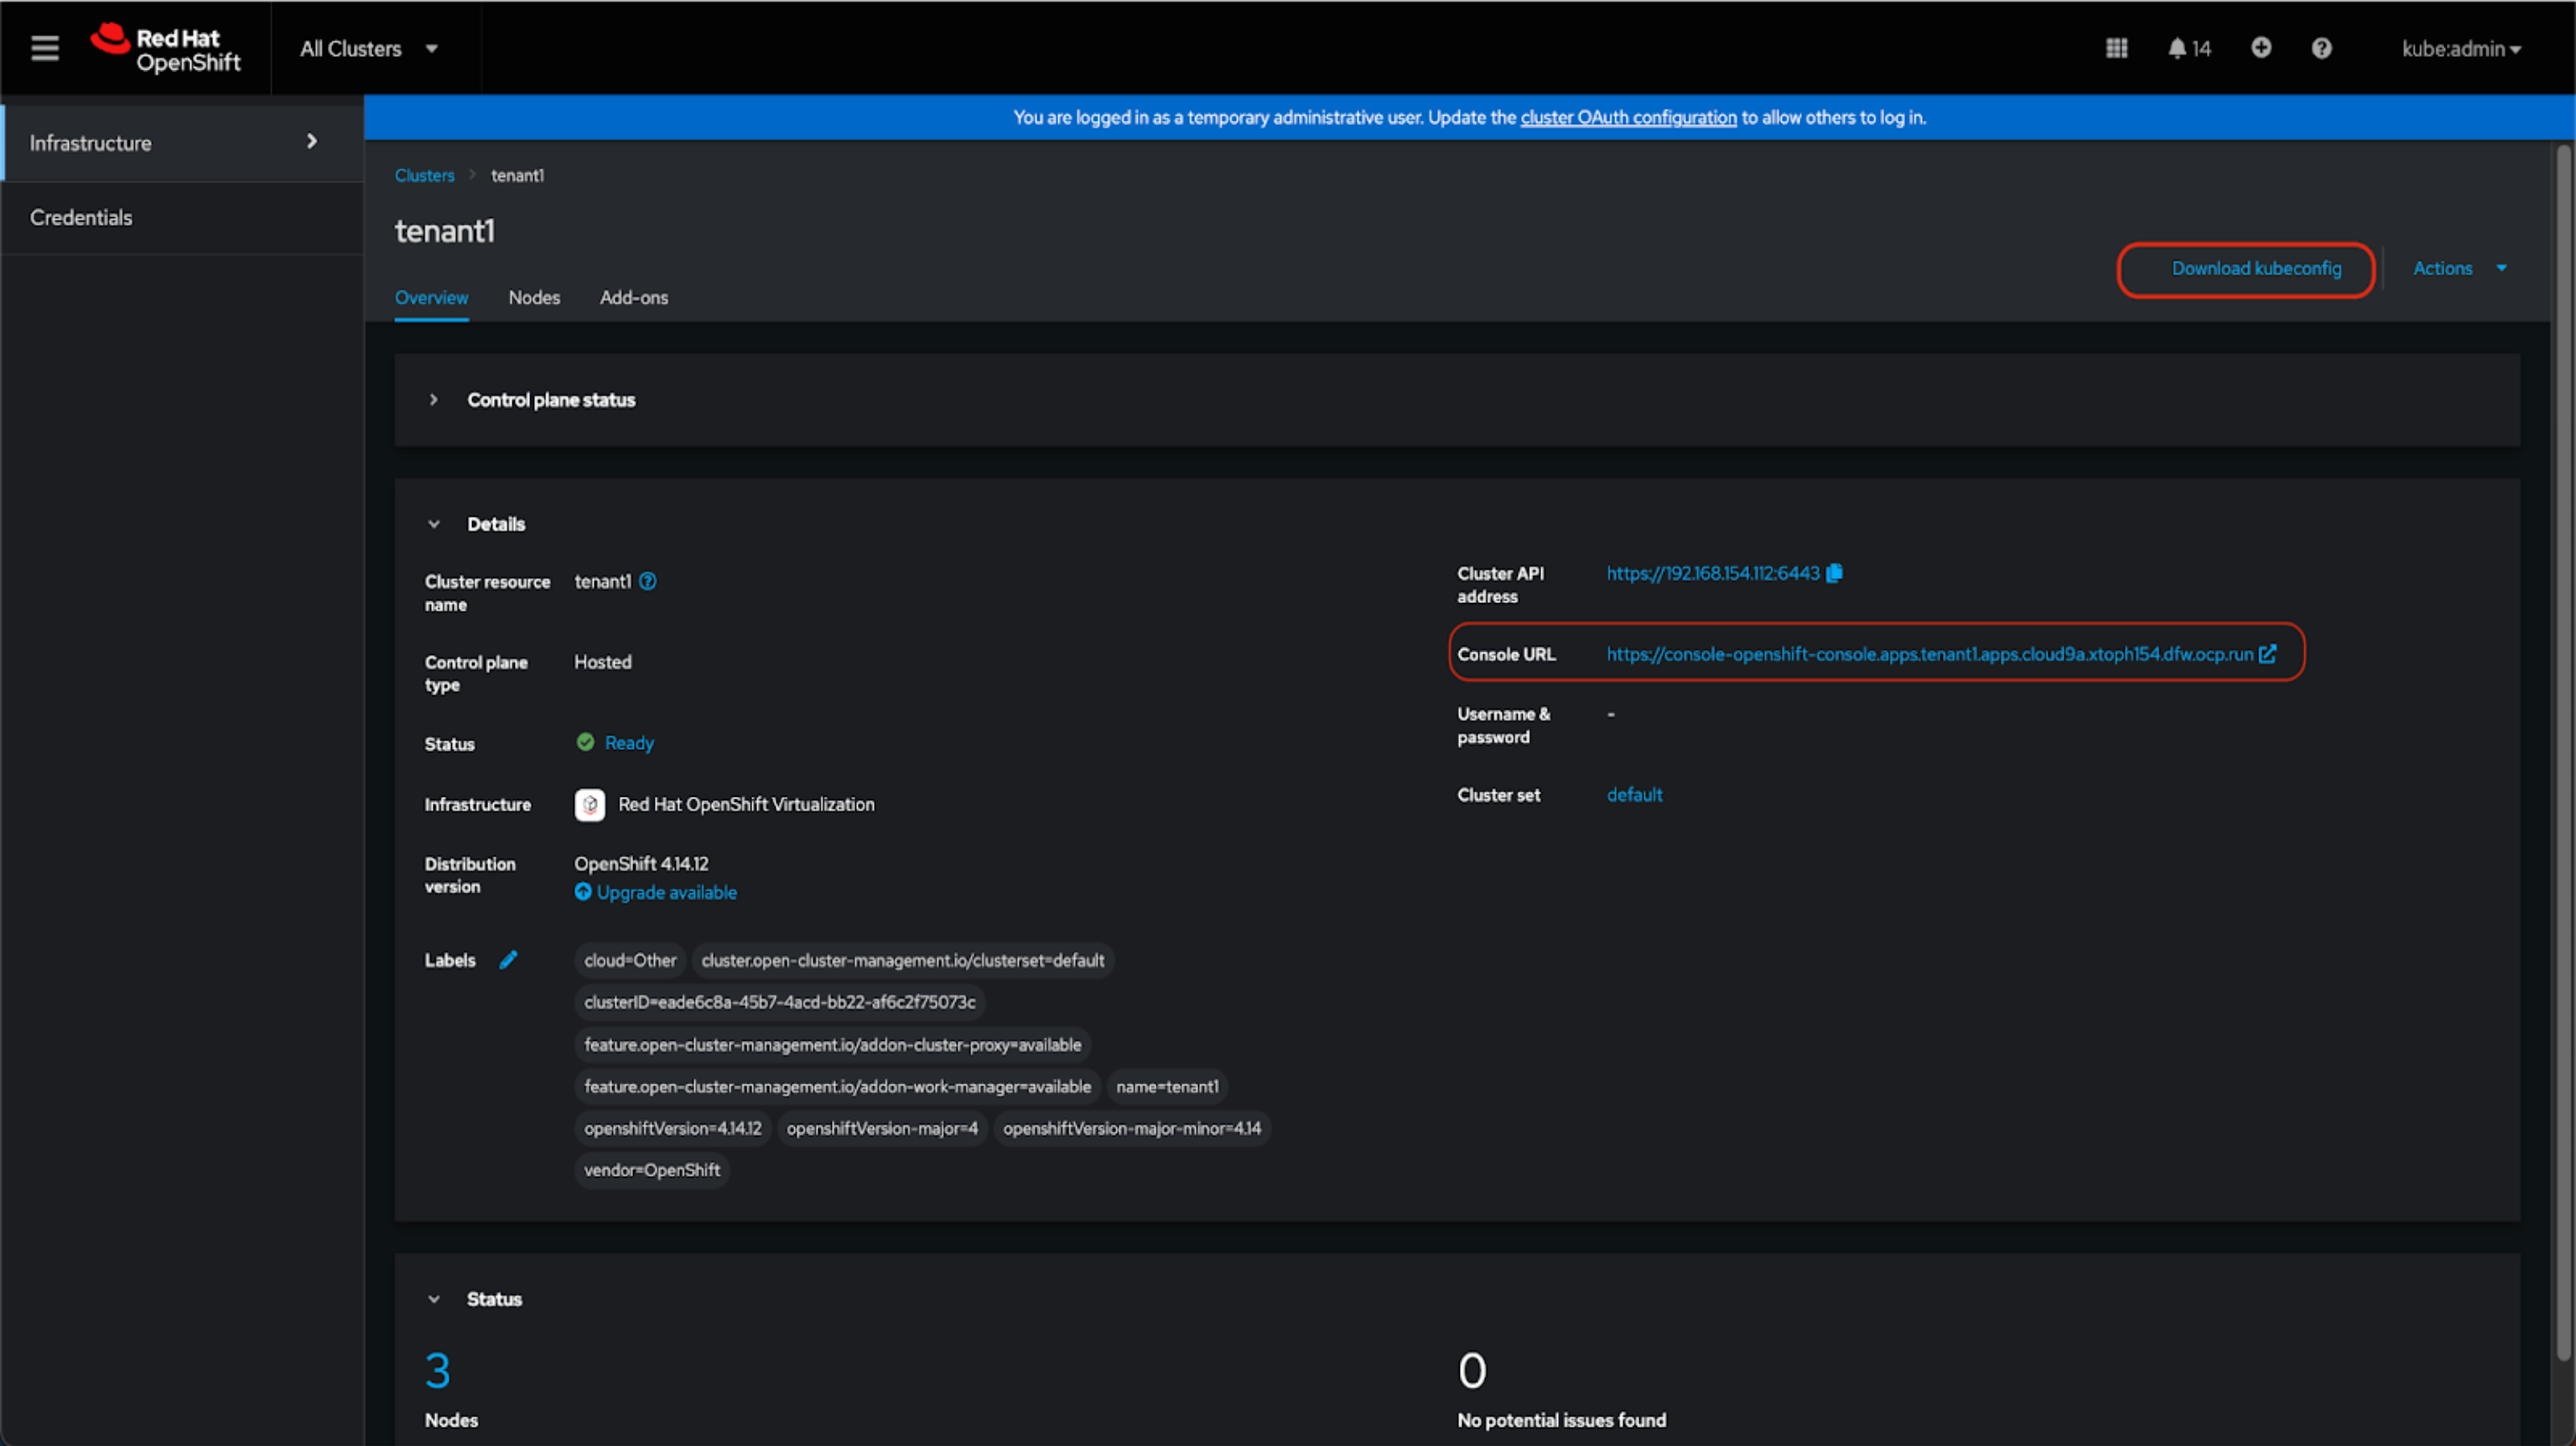 Red Hat
OpenShift
All Clusters
14
kube:admin
Infrastructure
Credentials
You are logged in as a temporary administrative user. Update the cluster OAuth configuration to allow others to log in.
Clusters
tenant1
tenant1
Download kubeconfig
Actions
Overview
Nodes
Add-ons
Control plane status
Details
Cluster resource
name
tenant1
Control plane
type
Hosted
Status
Ready
Infrastructure
Red Hat OpenShift Virtualization
Distribution
version
OpenShift 4.14.12
Upgrade available
Labels
cloud=Other
cluster.open-cluster-management.io/clusterset=default
clusterID=eade6c8a-45b7-4acd-bb22-af6c2f75073c
feature.open-cluster-management.io/addon-cluster-proxy=available
feature.open-cluster-management.io/addon-work-manager=available
name=tenant1
openshiftVersion=4.14.12
openshiftVersion-major=4
openshiftVersion-major-minor=4.14
vendor=OpenShift
Cluster API
address
https://192.168.154.112:6443
Console URL
https://console-openshift-console.apps.tenant1.apps.cloud9a.xtoph154.dfw.ocp.run
Username &
password
-
Cluster set
default
Status
3
Nodes
0
No potential issues found